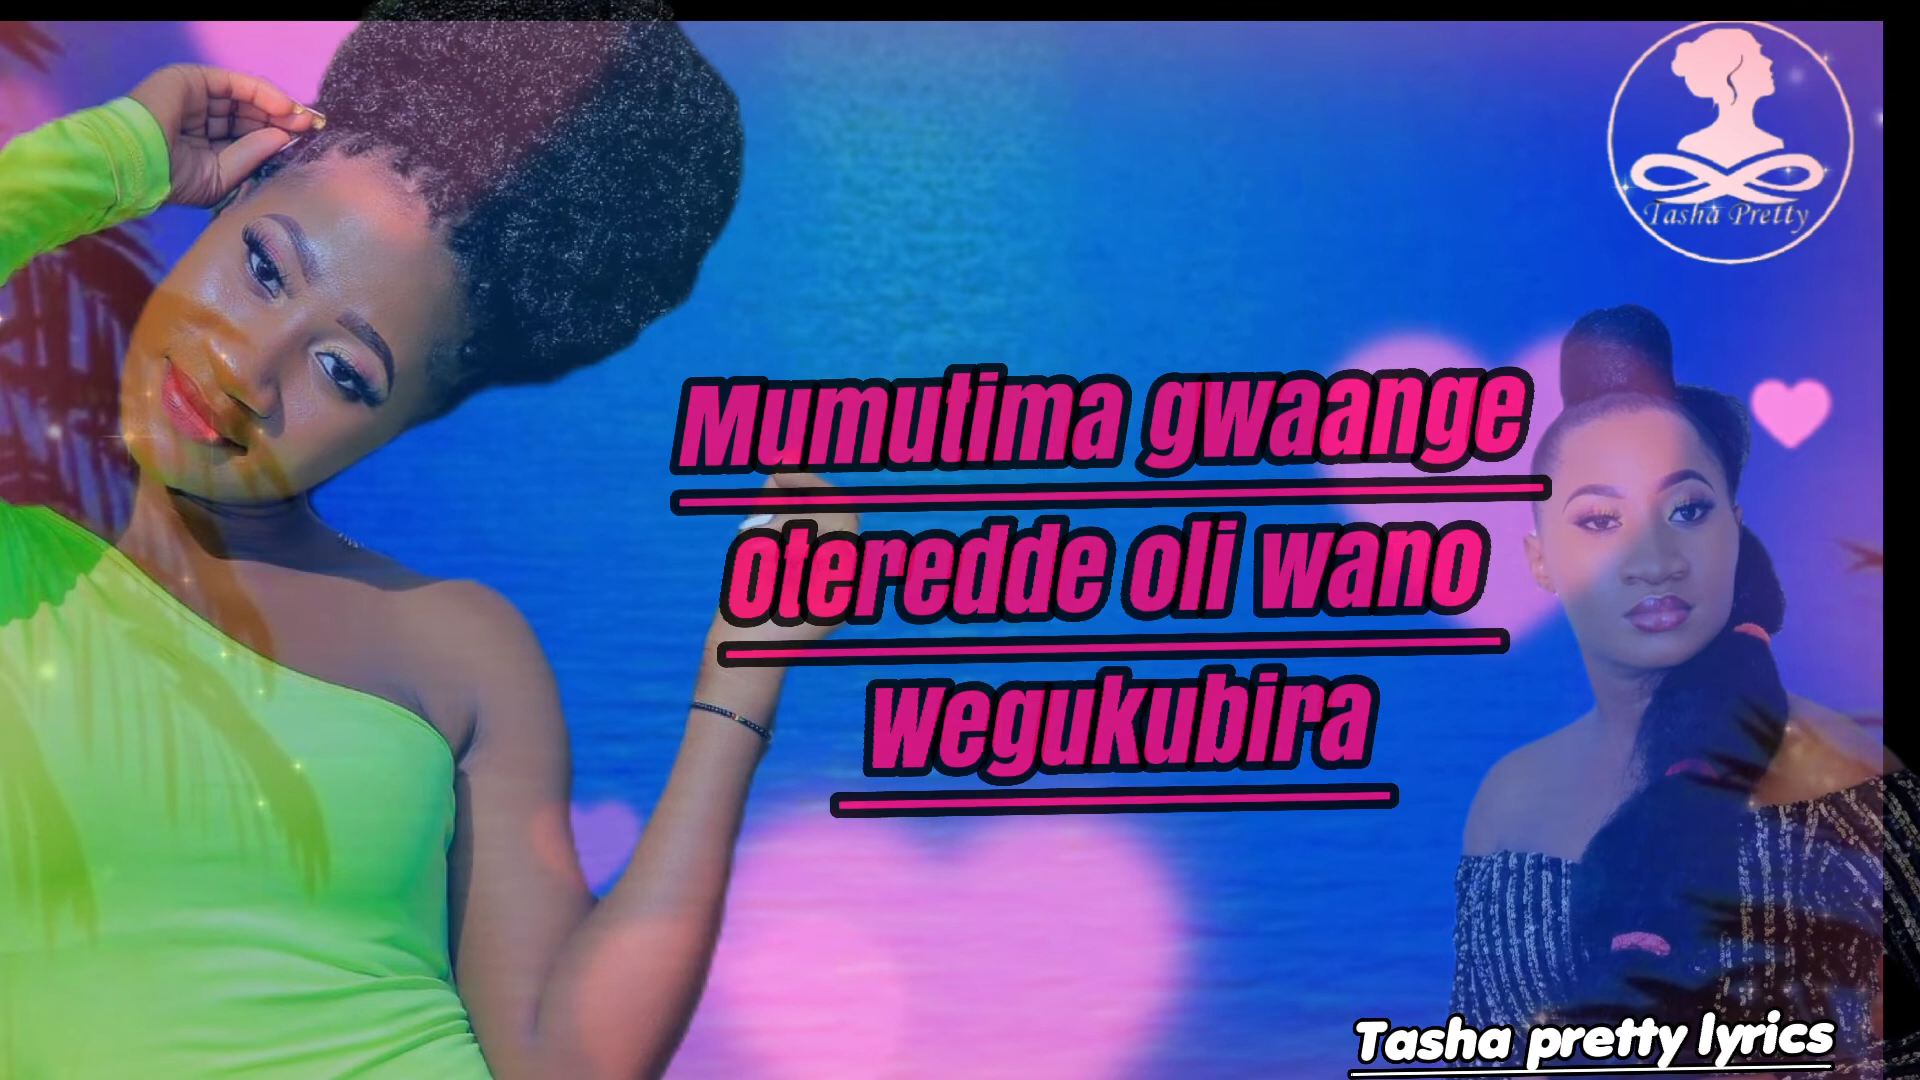 Tasha Pretty
Mumutima gwaange
oteredde oli wano
wegukubira
Tasha pretty lyrics